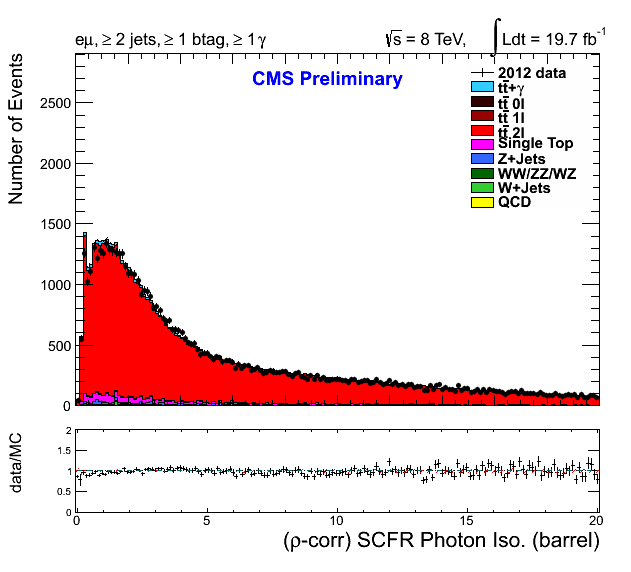 eμ, ≥ 2 jets, ≥ 1 btag, ≥ 1 γ
√s = 8 TeV, ∫ Ldt = 19.7 fb⁻¹
CMS Preliminary
2012 data
tt̄+γ
tt̄ 0l
tt̄ 1l
tt̄ 2l
Single Top
Z+Jets
WW/ZZ/WZ
W+Jets
QCD
Number of Events
2500
2000
1500
1000
500
0
data/MC
2
1.5
1
0.5
0
0 5 10 15 20
(ρ-corr) SCFR Photon Iso. (barrel)